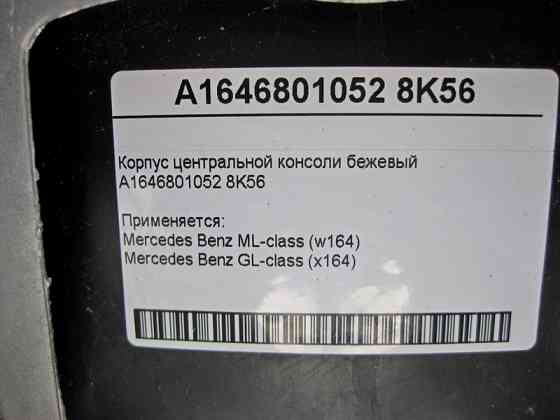 A1646801052 8K56
Корпус центральной консоли бежевый
A1646801052 8K56
Применяется:
Mercedes Benz ML-class (w164)
Mercedes Benz GL-class (x164)